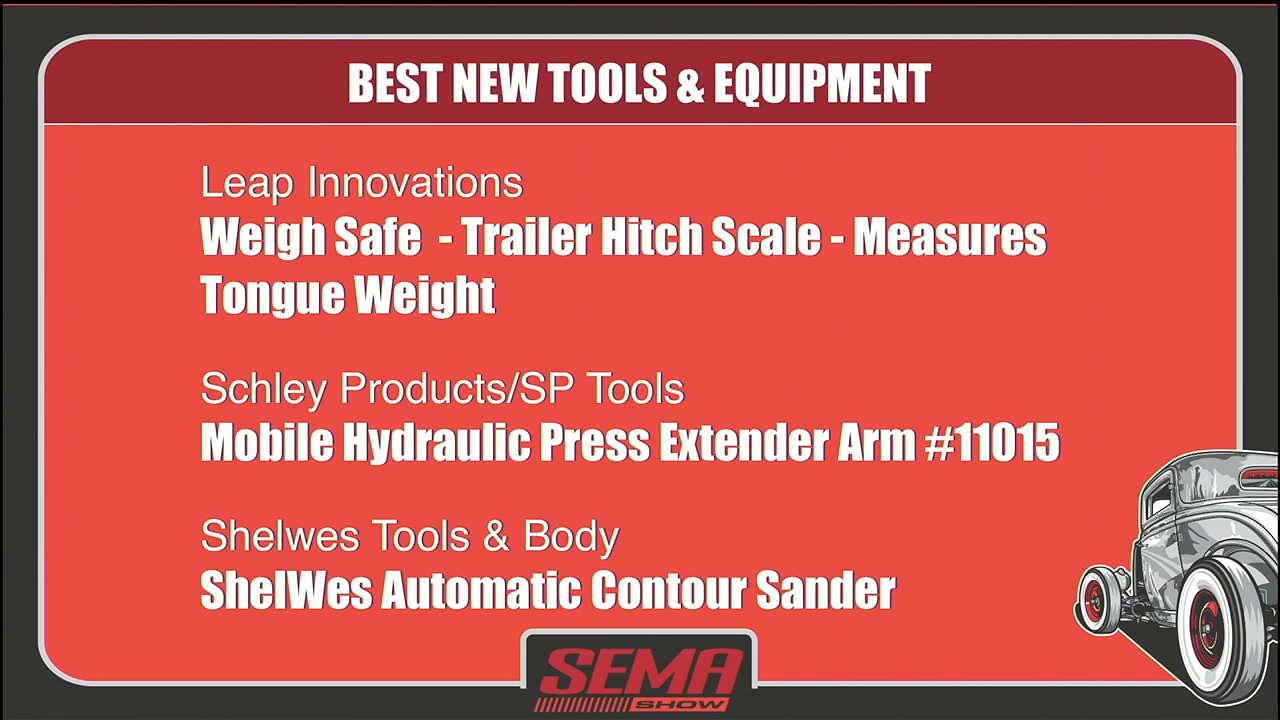 BEST NEW TOOLS & EQUIPMENT
Leap Innovations
Weigh Safe - Trailer Hitch Scale - Measures
Tongue Weight
Schley Products/SP Tools
Mobile Hydraulic Press Extender Arm #11015
Shelwes Tools & Body
ShelWes Automatic Contour Sander
SEMA
SHOW